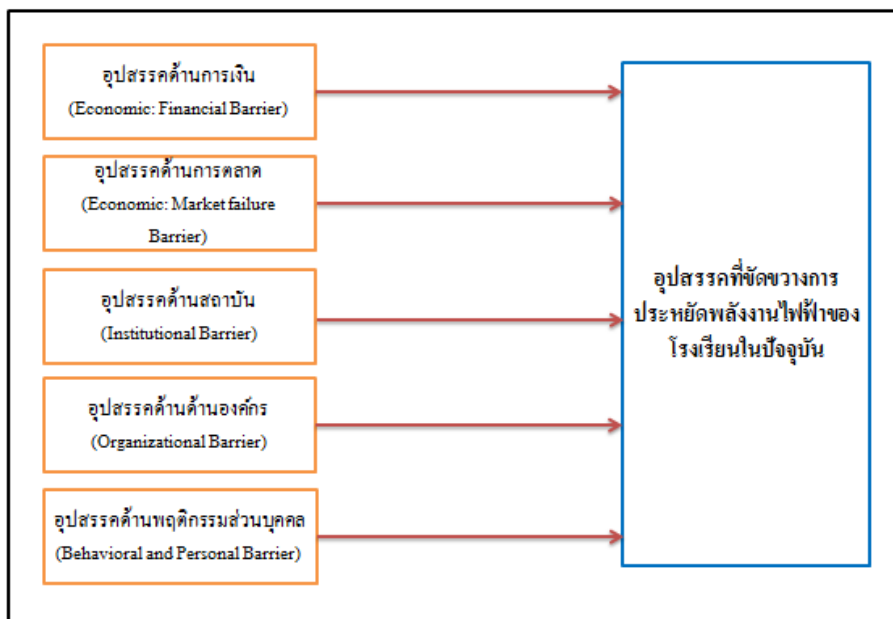 อุปสรรคด้านการเงิน
(Economic: Financial Barrier)
อุปสรรคด้านการตลาด
(Economic: Market failure
Barrier)
อุปสรรคด้านสถาบัน
(Institutional Barrier)
อุปสรรคด้านด้านองค์กร
(Organizational Barrier)
อุปสรรคด้านพฤติกรรมส่วนบุคคล
(Behavioral and Personal Barrier)
อุปสรรคที่ขัดขวางการ
ประหยัดพลังงานไฟฟ้าของ
โรงเรียนในปัจจุบัน